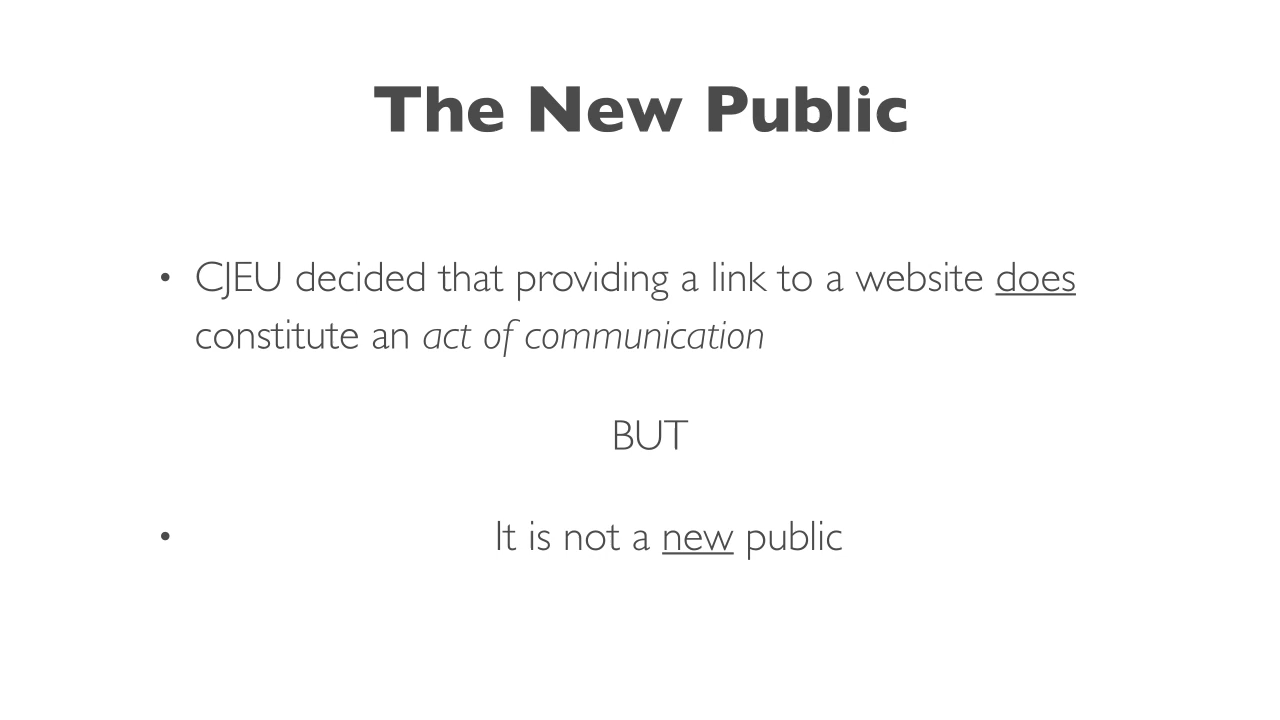 The New Public
• CJEU decided that providing a link to a website does
constitute an act of communication
BUT
• It is not a new public